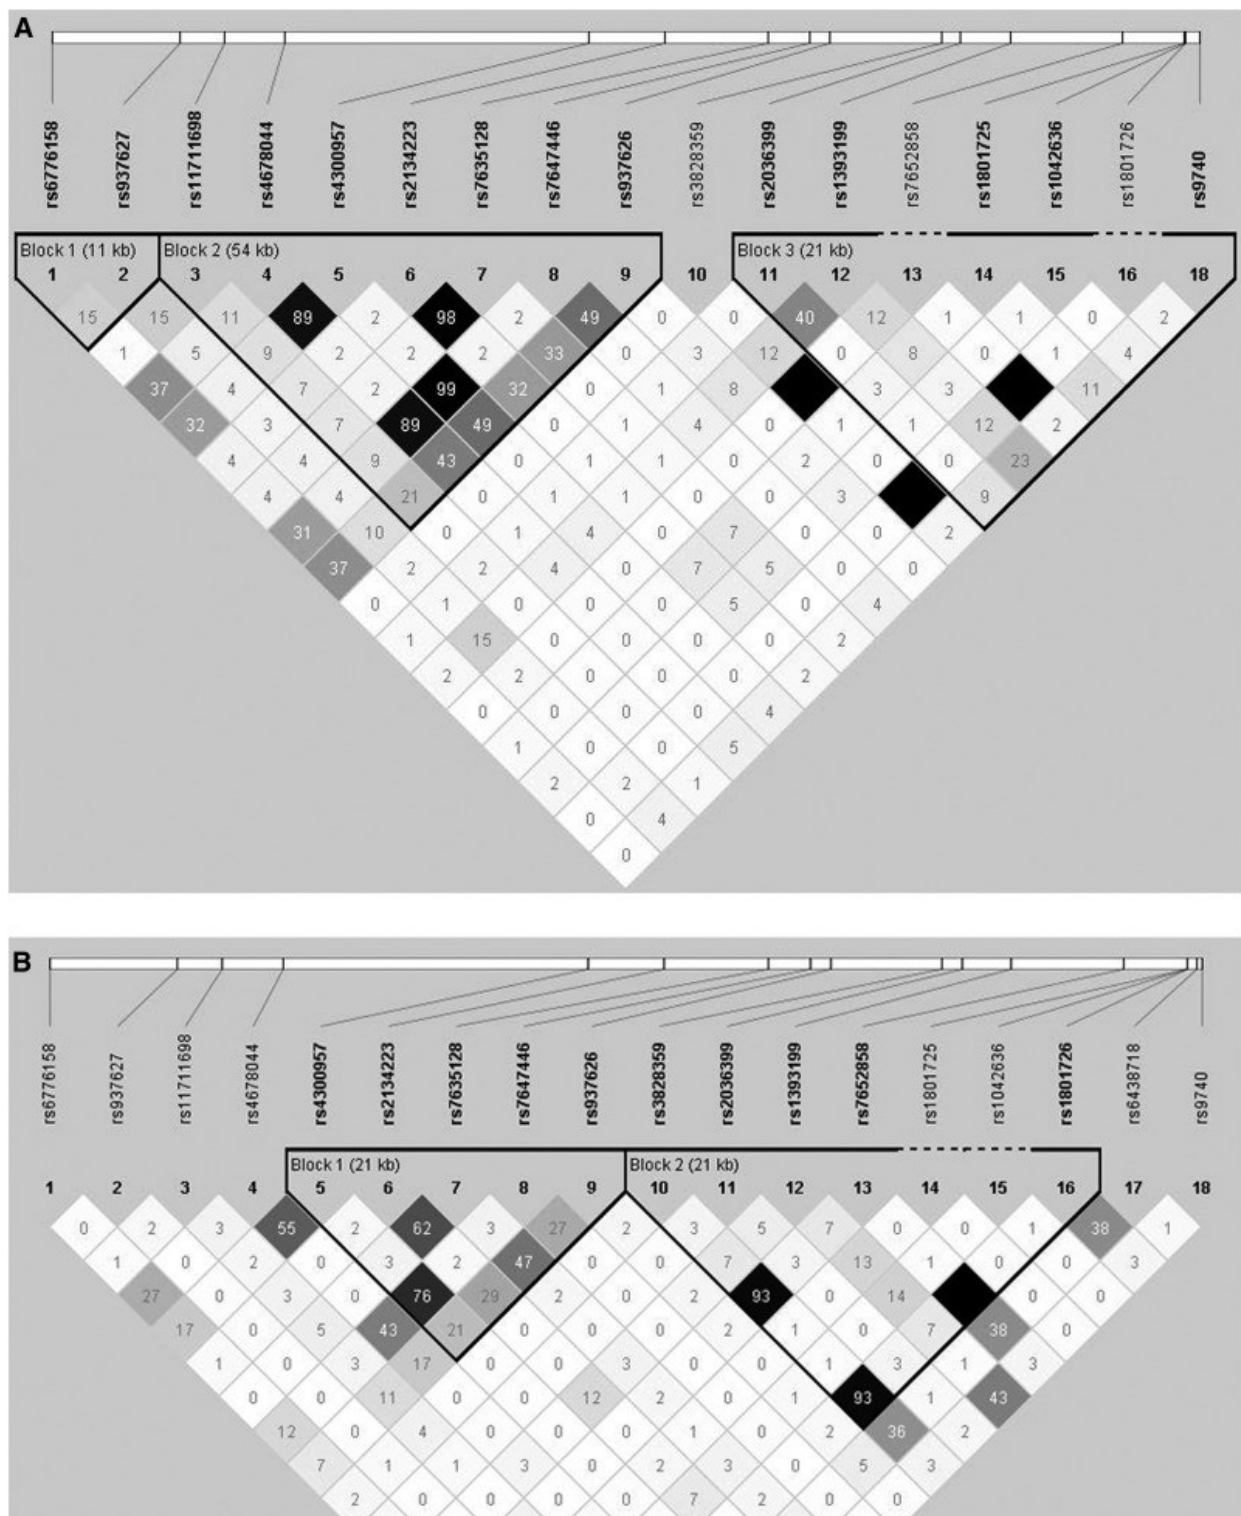 A
rs6776158
rs937627
rs11711698
rs4678044
rs4300957
rs2134223
rs7635128
rs7647446
rs937626
rs3828359
rs2036399
rs1393199
rs7652858
rs1801725
rs1042636
rs1801726
rs9740
Block 1 (11 kb) Block 2 (54 kb) Block 3 (21 kb)
1 2 3 4 5 6 7 8 9 10 11 12 13 14 15 16 18
15 15 11 89 2 98 2 49 0 0 40 12 1 1 0 2
1 5 9 2 2 2 33 0 3 12 0 8 0 1 4
37 4 7 2 99 32 0 1 8 3 3 11
32 3 7 89 49 0 1 4 0 1 1 12 2
4 4 9 43 0 1 1 0 2 0 0 23
4 4 21 0 1 1 0 0 3 9
31 10 0 1 4 0 7 0 0 2
37 2 2 4 0 7 5 0 0
0 1 0 0 0 5 0 4
1 15 0 0 0 0 2
2 2 0 0 0 2
0 0 0 0 4
1 0 0 5
2 2 1
0 4
0
B
rs6776158
rs937627
rs11711698
rs4678044
rs4300957
rs2134223
rs7635128
rs7647446
rs937626
rs3828359
rs2036399
rs1393199
rs7652858
rs1801725
rs1042636
rs1801726
rs6438718
rs9740
Block 1 (21 kb) Block 2 (21 kb)
1 2 3 4 5 6 7 8 9 10 11 12 13 14 15 16 17 18
0 2 3 55 2 62 3 27 2 3 5 7 0 0 1 38 1
1 0 2 0 3 2 47 0 0 7 3 13 1 0 0 3
27 0 3 0 76 29 2 0 2 93 0 14 0 0
17 0 5 43 21 0 0 0 2 1 0 7 38 0
1 0 3 17 0 0 3 0 0 1 3 1 3
0 0 11 0 0 12 2 0 1 93 1 43
12 0 4 0 0 0 1 0 2 36 2
7 1 1 3 0 2 3 0 5 3
2 0 0 0 0 7 2 0 0